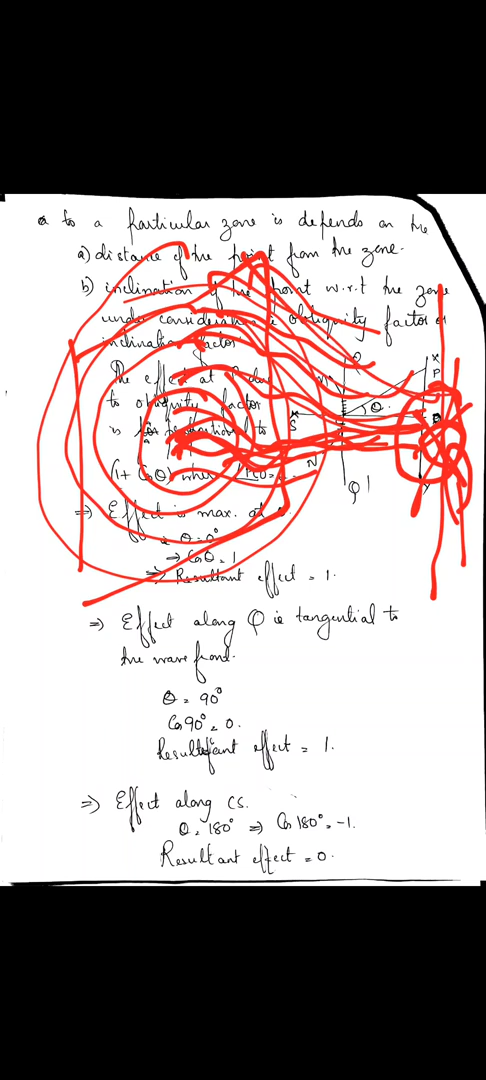 to a particular zone is depends on the
a) distance of the point from the zone.
b) inclination of the point w.r.t the zone
under consideration i.e obliquity factor or
inclination factor
The effect at P due
to obliquity factor
is proportional to
(1 + Cosθ) where
⇒ Effect is max. at
θ = 0°
⇒ Cosθ = 1
⇒ Resultant effect = 1.
⇒ Effect along Q is tangential to
the wave front.
θ = 90°
Cos 90° = 0.
Resultant effect = 1.
⇒ Effect along CS.
θ = 180° ⇒ Cos 180° = -1.
Resultant effect = 0.
Q
M
X
P
S
θ
N
Y
Q'